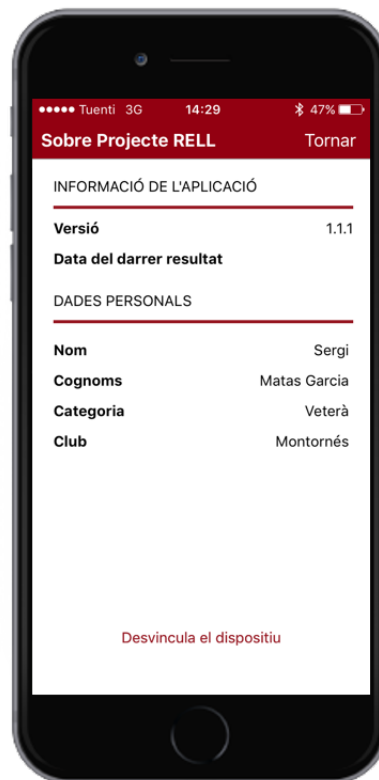 Tuenti 3G 14:29 47%
Sobre Projecte RELL Tornar
INFORMACIÓ DE L'APLICACIÓ
Versió 1.1.1
Data del darrer resultat
DADES PERSONALS
Nom Sergi
Cognoms Matas Garcia
Categoria Veterà
Club Montornés
Desvincula el dispositiu